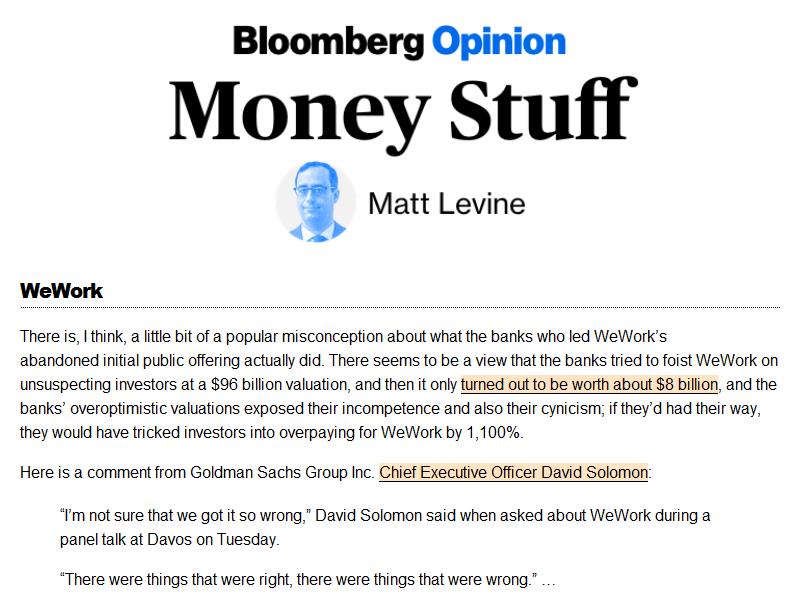 Bloomberg Opinion
Money Stuff
Matt Levine
WeWork
There is, I think, a little bit of a popular misconception about what the banks who led WeWork’s
abandoned initial public offering actually did. There seems to be a view that the banks tried to foist WeWork on
unsuspecting investors at a $96 billion valuation, and then it only turned out to be worth about $8 billion, and the
banks’ overoptimistic valuations exposed their incompetence and also their cynicism; if they’d had their way,
they would have tricked investors into overpaying for WeWork by 1,100%.
Here is a comment from Goldman Sachs Group Inc. Chief Executive Officer David Solomon:
“I’m not sure that we got it so wrong,” David Solomon said when asked about WeWork during a
panel talk at Davos on Tuesday.
“There were things that were right, there were things that were wrong.” …